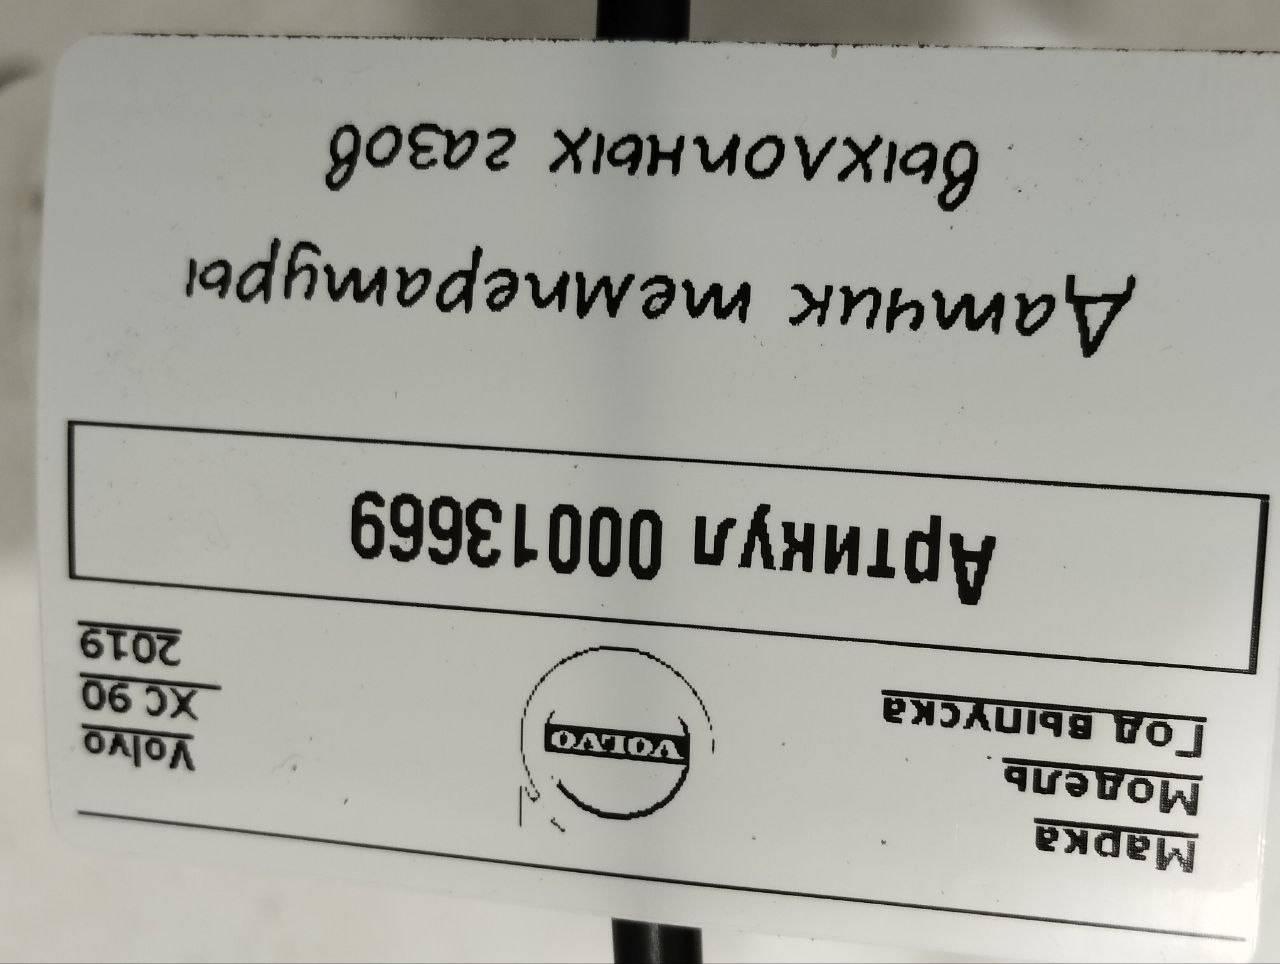 Марка Volvo
Модель XC 90
Год выпуска 2019
VOLVO
Артикул 00013669
Датчик температуры
выхлопных газов